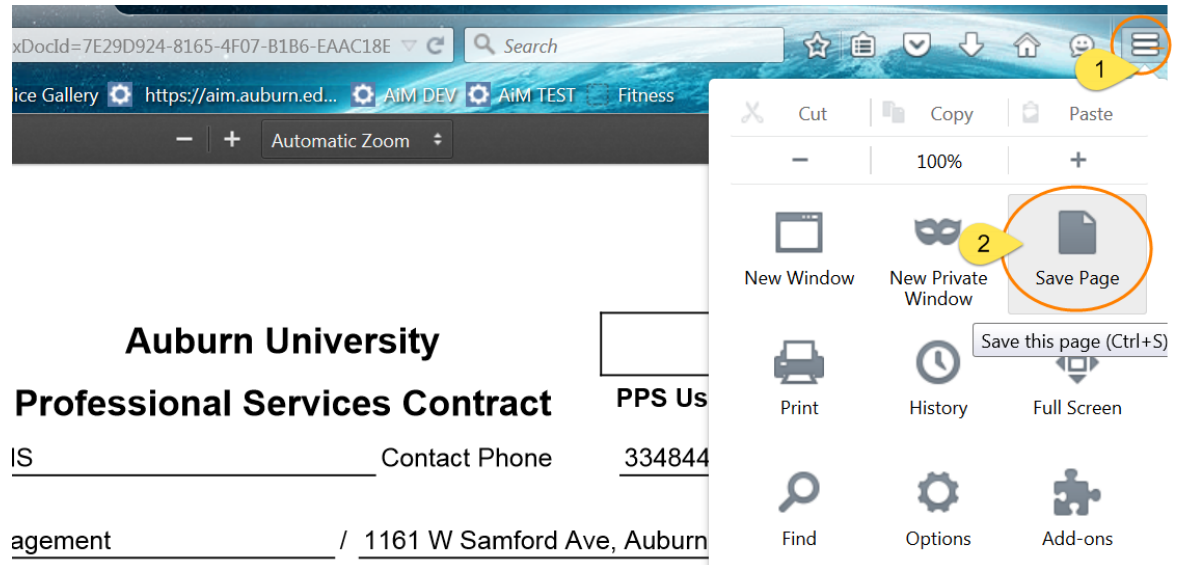 xDocId=7E29D924-8165-4F07-B1B6-EAAC18E Search
1
lice Gallery https://aim.auburn.ed... AiM DEV AiM TEST Fitness
Cut Copy Paste
Automatic Zoom
100%
2
New Window New Private Window Save Page
Save this page (Ctrl+S)
Auburn University
Professional Services Contract
PPS Us
Print History Full Screen
IS Contact Phone 334844
Find Options Add-ons
agement / 1161 W Samford Ave, Auburn